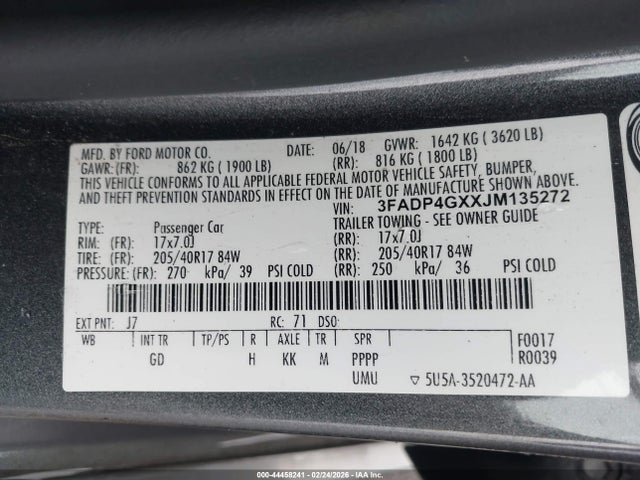 MFD. BY FORD MOTOR CO. DATE: 06/18 GVWR: 1642 KG ( 3620 LB)
GAWR: (FR): 862 KG ( 1900 LB) (RR): 816 KG ( 1800 LB)
THIS VEHICLE CONFORMS TO ALL APPLICABLE FEDERAL MOTOR VEHICLE SAFETY, BUMPER,
AND THEFT PREVENTION STANDARDS IN EFFECT ON THE DATE OF MANUFACTURE SHOWN ABOVE.
VIN: 3FADP4GXXJM135272
TYPE: Passenger Car TRAILER TOWING - SEE OWNER GUIDE
RIM: (FR): 17x7.0J (RR): 17x7.0J
TIRE: (FR): 205/40R17 84W (RR): 205/40R17 84W
PRESSURE: (FR): 270 kPa/ 39 PSI COLD (RR): 250 kPa/ 36 PSI COLD
EXT PNT: J7 RC: 71 DSO:
WB INT TR TP/PS R AXLE TR SPR F0017
GD H KK M PPPP R0039
UMU ▽ 5U5A-3520472-AA
000-44458241 - 02/24/2026 - IAAI.COM